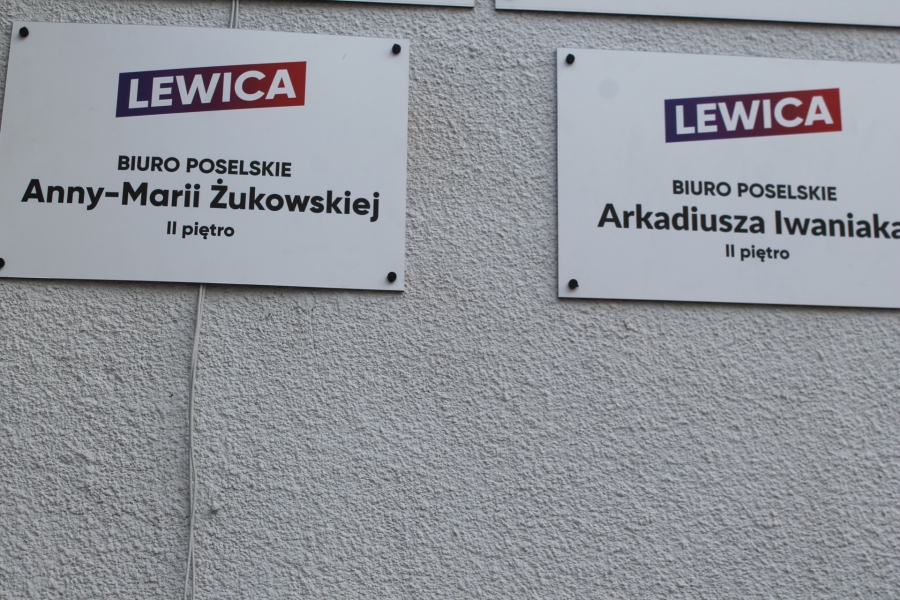 LEWICA
BIURO POSELSKIE
Anny-Marii Żukowskiej
II piętro
LEWICA
BIURO POSELSKIE
Arkadiusza Iwaniaka
II piętro